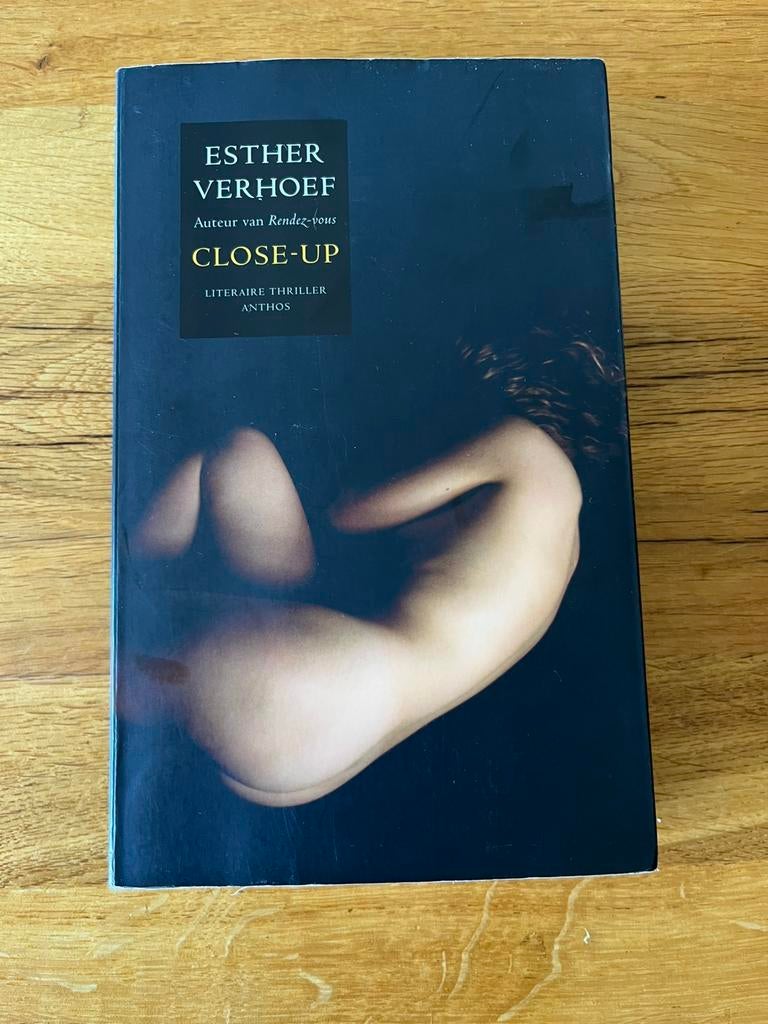 ESTHER
VERHOEF
Auteur van Rendez-vous
CLOSE-UP
LITERAIRE THRILLER
ANTHOS